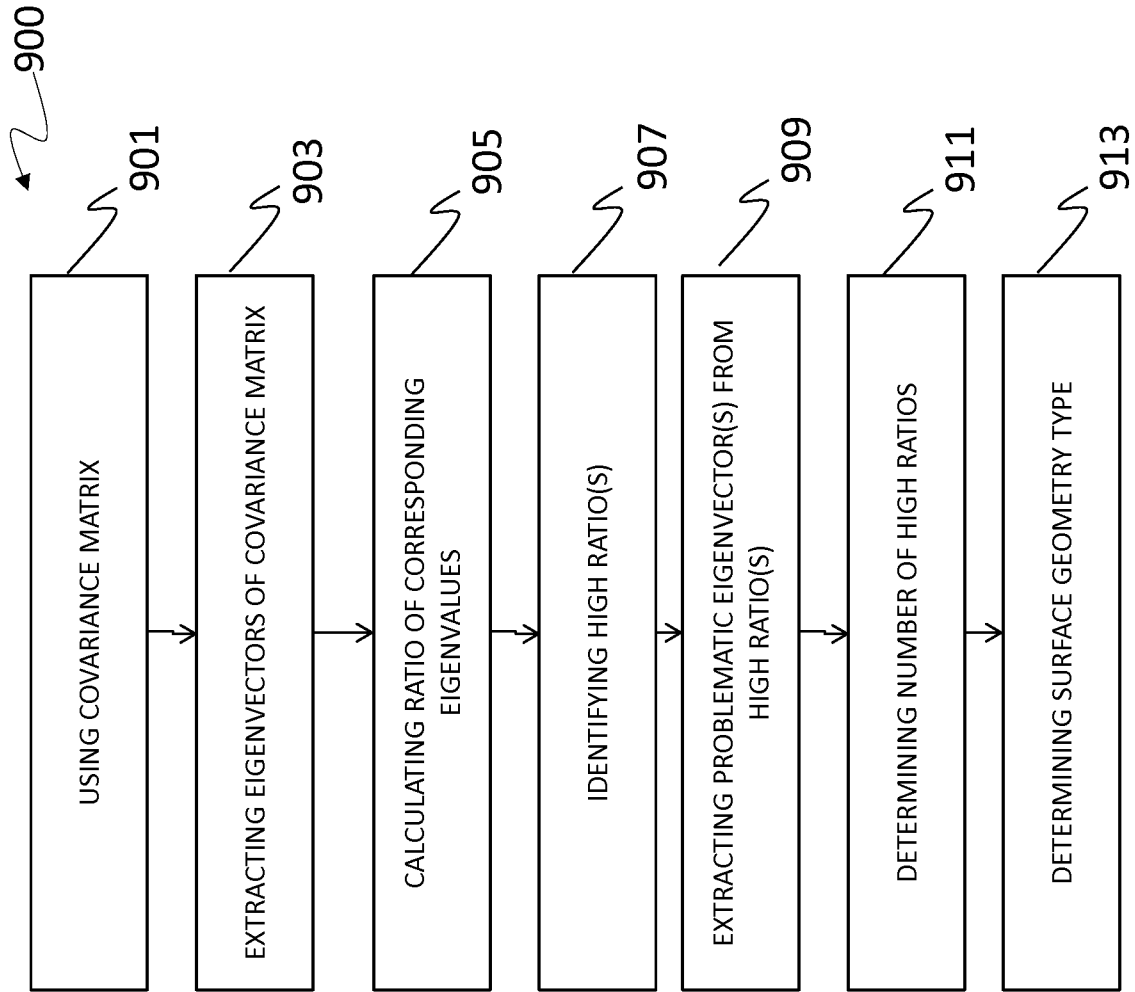 900
USING COVARIANCE MATRIX
901
EXTRACTING EIGENVECTORS OF COVARIANCE MATRIX
903
CALCULATING RATIO OF CORRESPONDING
EIGENVALUES
905
IDENTIFYING HIGH RATIO(S)
907
EXTRACTING PROBLEMATIC EIGENVECTOR(S) FROM
HIGH RATIO(S)
909
DETERMINING NUMBER OF HIGH RATIOS
911
DETERMINING SURFACE GEOMETRY TYPE
913